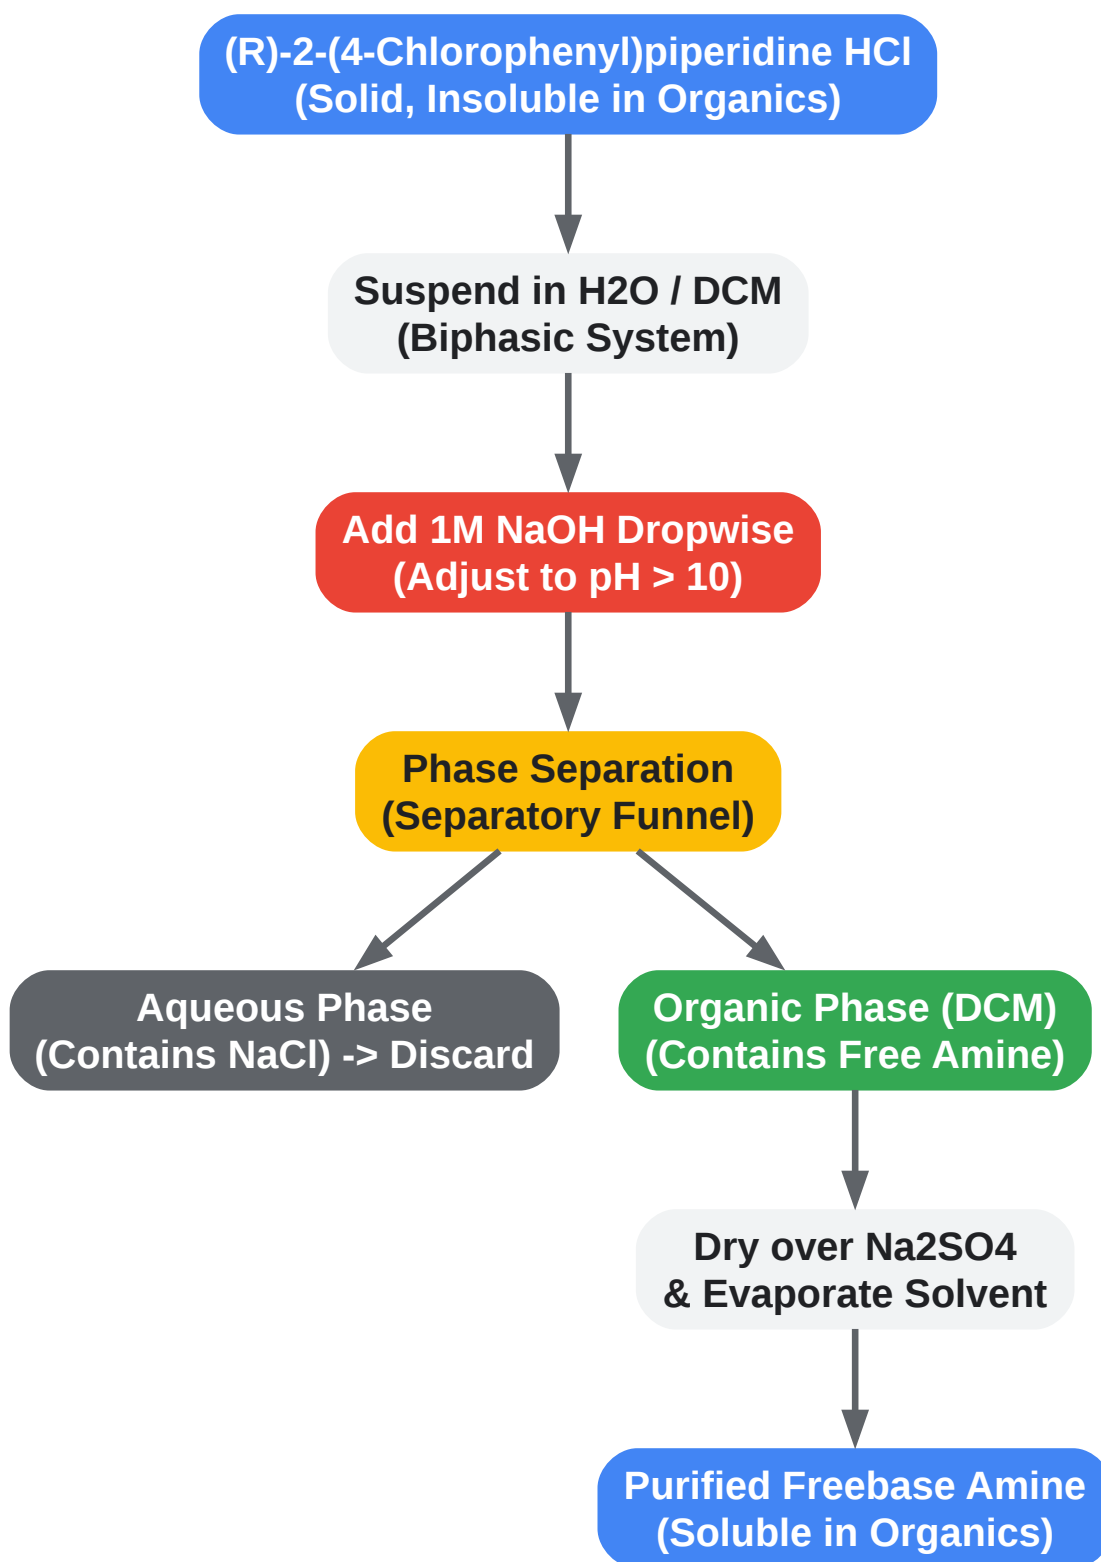 (R)-2-(4-Chlorophenyl)piperidine HCl
(Solid, Insoluble in Organics)
Suspend in H2O / DCM
(Biphasic System)
Add 1M NaOH Dropwise
(Adjust to pH > 10)
Phase Separation
(Separatory Funnel)
Aqueous Phase
(Contains NaCl) -> Discard
Organic Phase (DCM)
(Contains Free Amine)
Dry over Na2SO4
& Evaporate Solvent
Purified Freebase Amine
(Soluble in Organics)